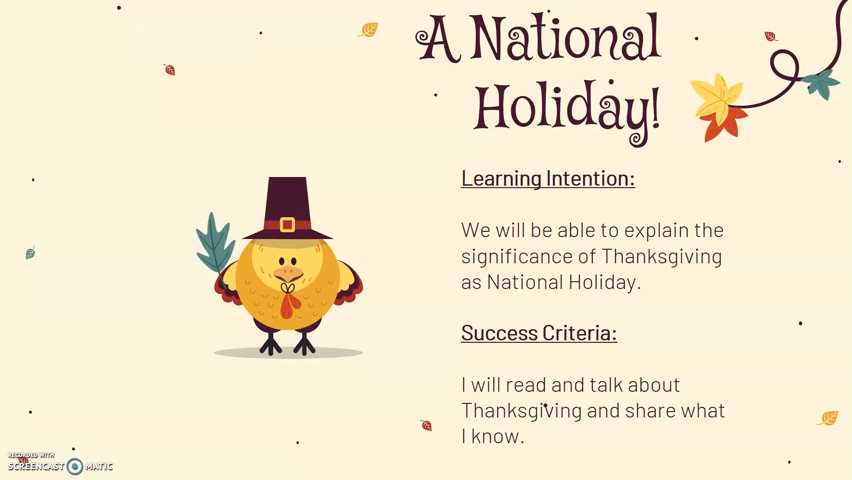 A National
Holiday!
Learning Intention:
We will be able to explain the
significance of Thanksgiving
as National Holiday.
Success Criteria:
I will read and talk about
Thanksgiving and share what
I know.
RECORDED WITH
SCREENCAST MATIC